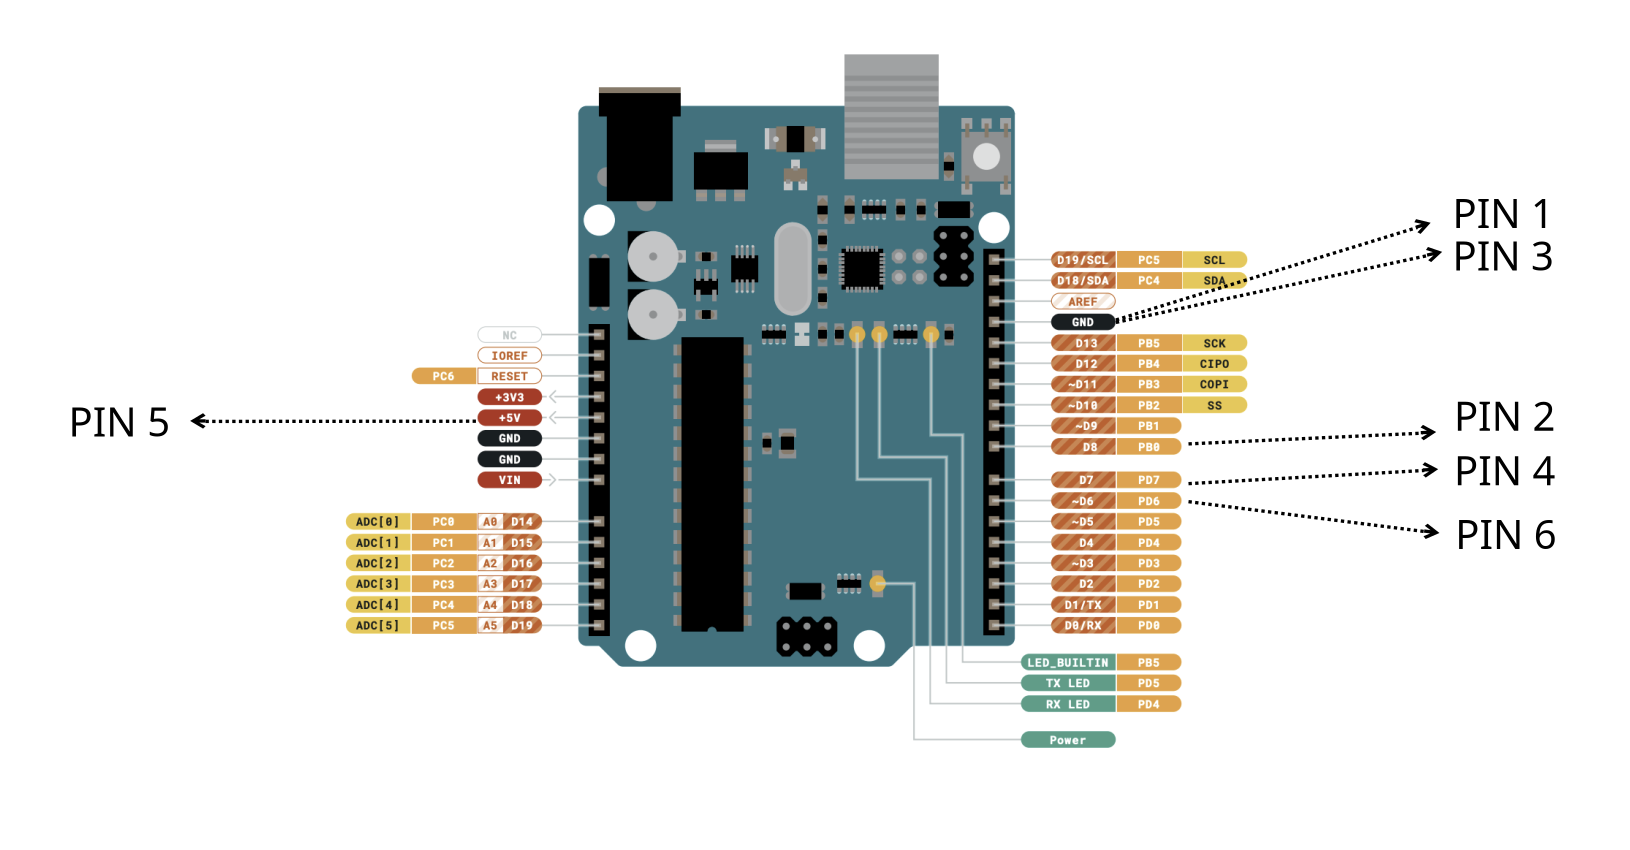 PIN 1
PIN 3
D19/SCL PC5 SCL
D18/SDA PC4 SDA
AREF
GND
NC
D13 PB5 SCK
IOREF
D12 PB4 CIPO
PC6 RESET
~D11 PB3 COPI
+3V3
~D10 PB2 SS
PIN 5
+5V
~D9 PB1
PIN 2
GND
D8 PB0
GND
PIN 4
VIN
D7 PD7
~D6 PD6
ADC[0] PC0 A0 D14
~D5 PD5
PIN 6
ADC[1] PC1 A1 D15
D4 PD4
ADC[2] PC2 A2 D16
~D3 PD3
ADC[3] PC3 A3 D17
D2 PD2
ADC[4] PC4 A4 D18
D1/TX PD1
ADC[5] PC5 A5 D19
D0/RX PD0
LED_BUILTIN PB5
TX LED PD5
RX LED PD4
Power